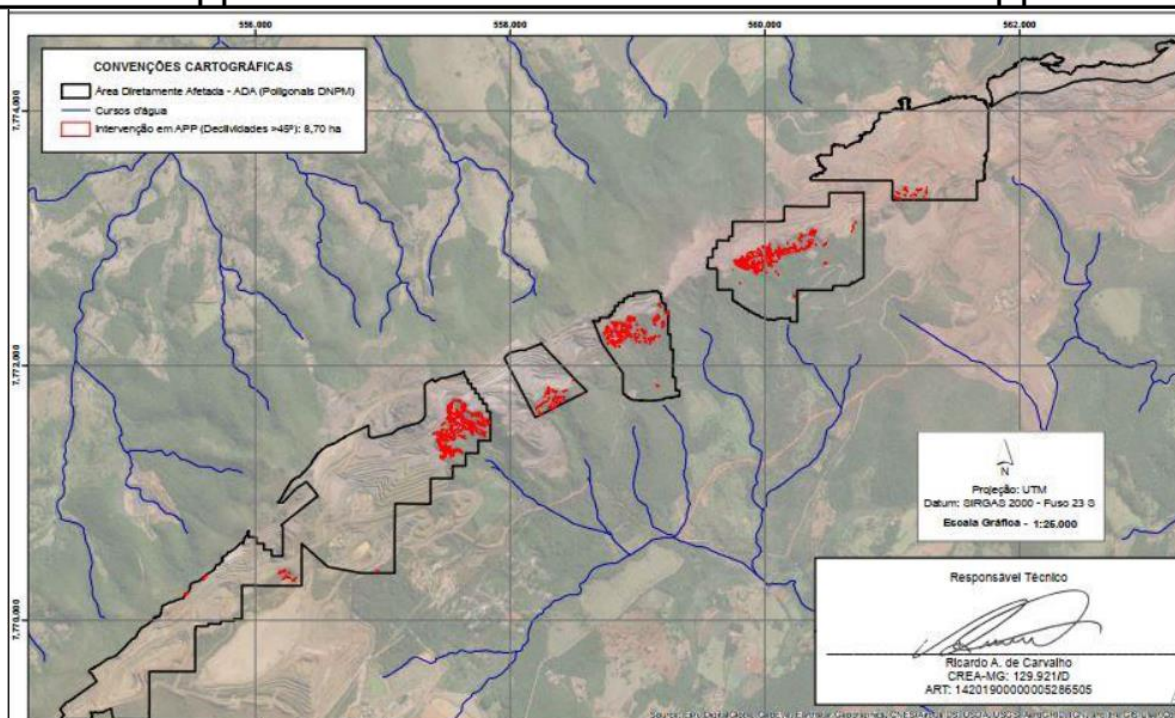 556.000
558.000
560.000
562.000
CONVENÇÕES CARTOGRÁFICAS
Área Diretamente Afetada - ADA (Poligonais DNPM)
Cursos d'água
Intervenção em APP (Declividades >45º): 8,70 ha
7.774.000
7.772.000
7.770.000
N
Projeção: UTM
Datum: SIRGAS 2000 - Fuso 23 S
Escala Gráfica - 1:25.000
Responsável Técnico
Ricardo A. de Carvalho
CREA-MG: 129.921/D
ART: 14201900000005286505